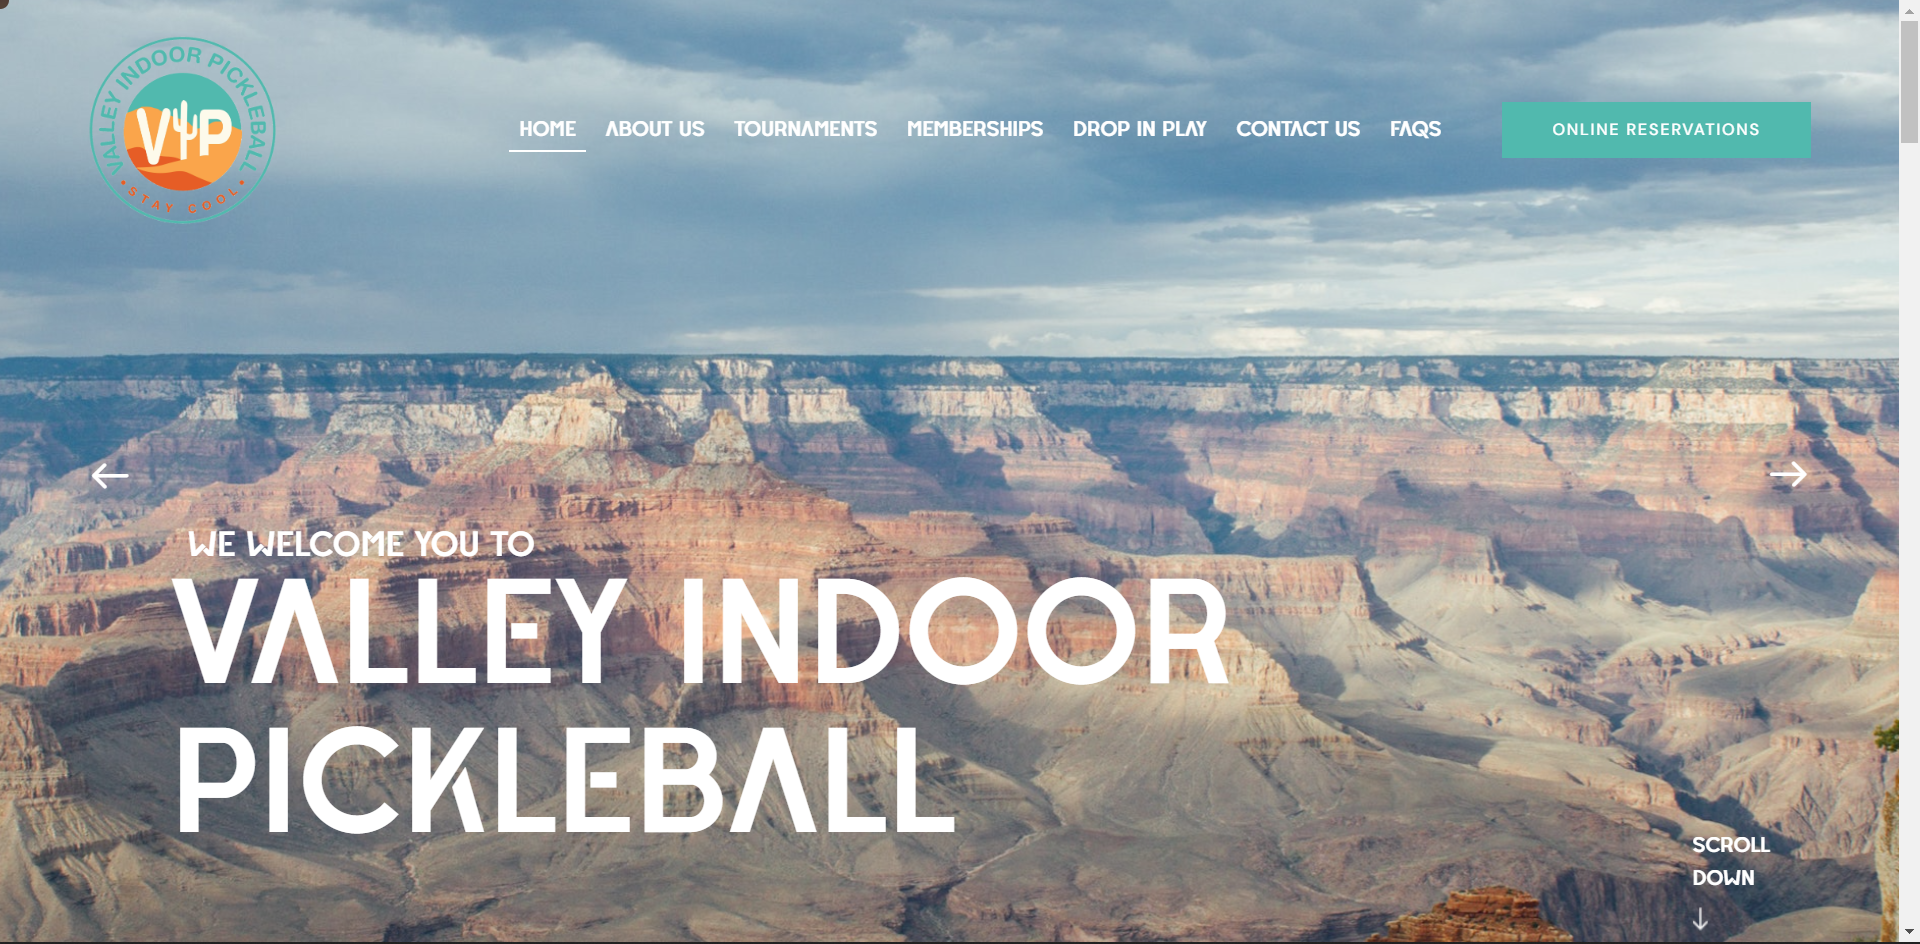 VALLEY INDOOR PICKLEBALL
VIP
• STAY COOL •
HOME
ABOUT US
TOURNAMENTS
MEMBERSHIPS
DROP IN PLAY
CONTACT US
FAQS
ONLINE RESERVATIONS
WE WELCOME YOU TO
VALLEY INDOOR
PICKLEBALL
SCROLL
DOWN